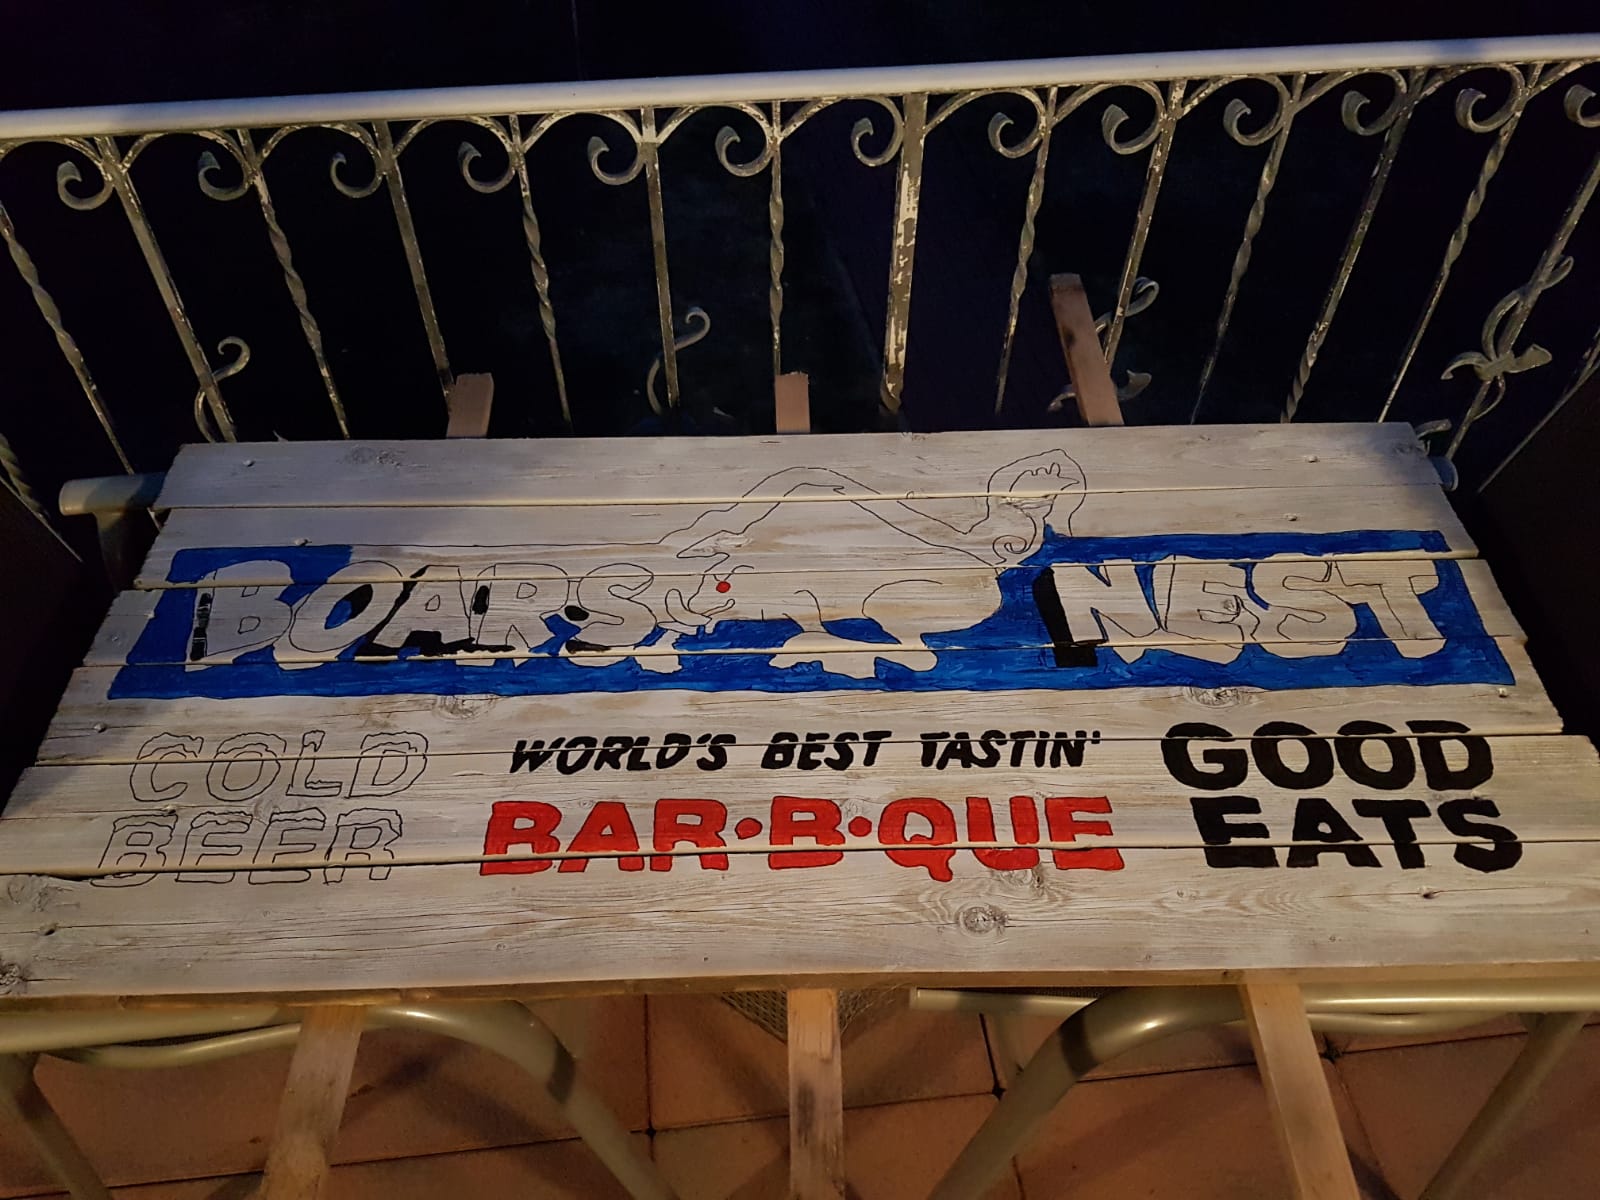 BOARS NEST
COLD
BEER
WORLD'S BEST TASTIN'
BAR•B•QUE
GOOD
EATS